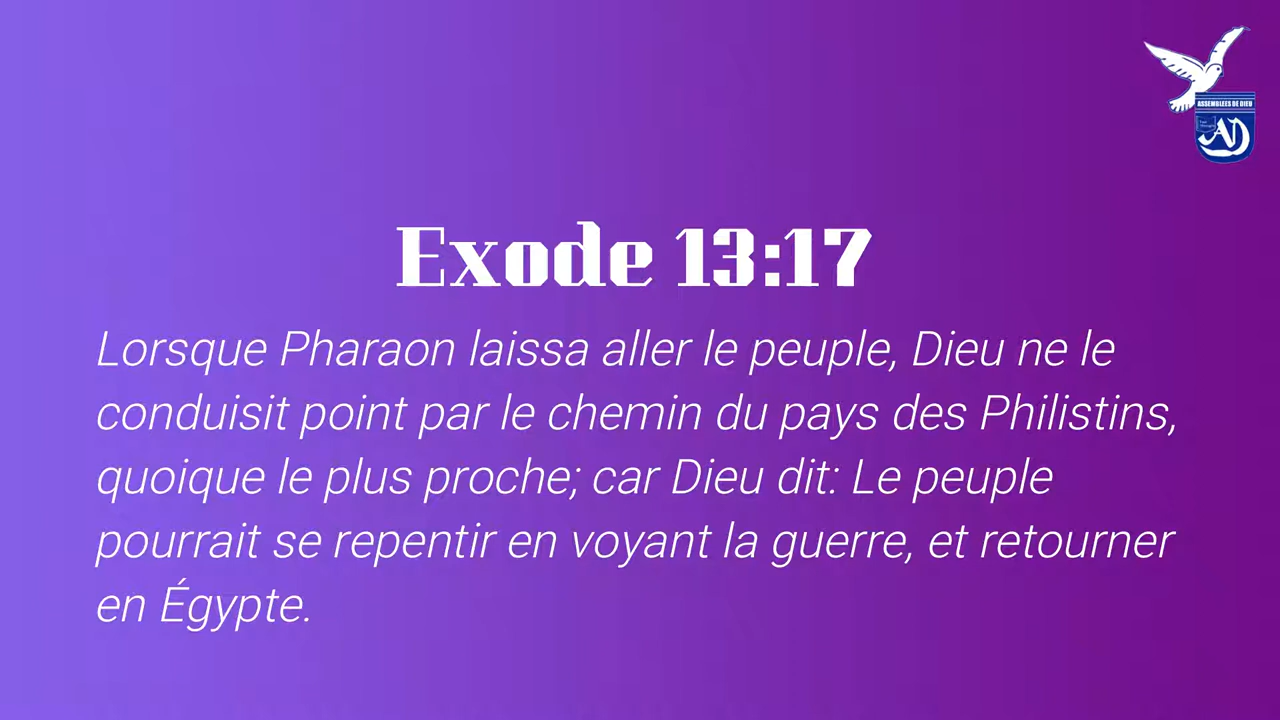 ASSEMBLEES DE DIEU
AD
Exode 13:17
Lorsque Pharaon laissa aller le peuple, Dieu ne le
conduisit point par le chemin du pays des Philistins,
quoique le plus proche; car Dieu dit: Le peuple
pourrait se repentir en voyant la guerre, et retourner
en Égypte.